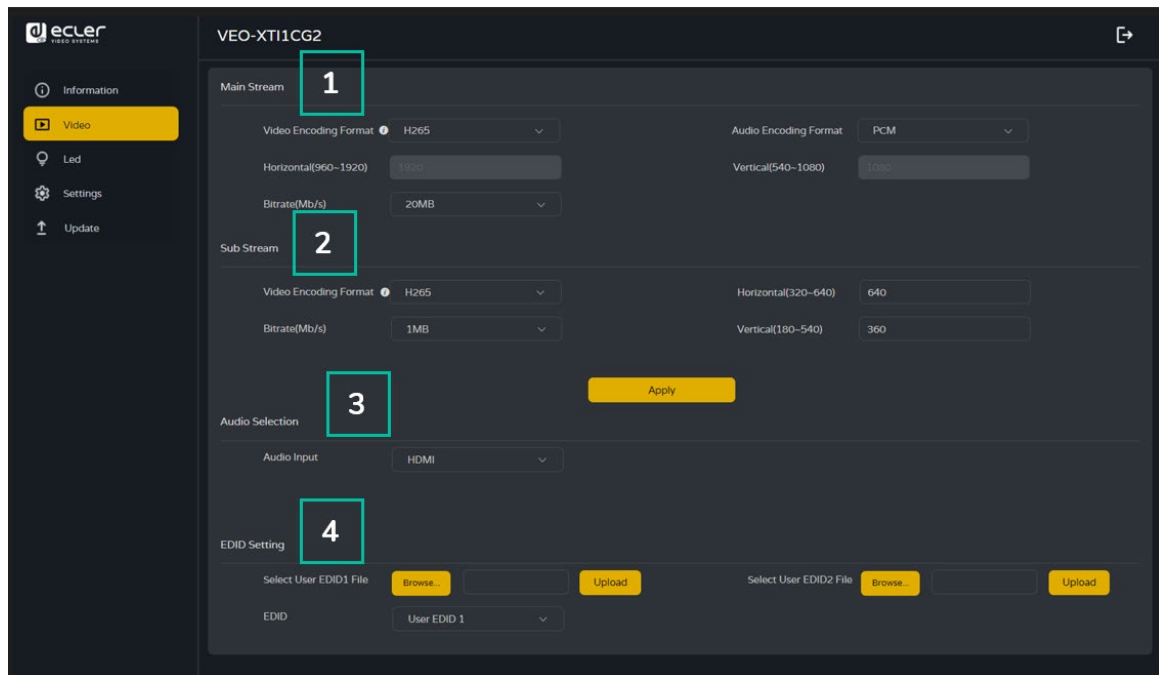 ecler
VIDEO SYSTEMS
VEO-XTI1CG2
Information
Video
Led
Settings
Update
Main Stream 1
Video Encoding Format H265 Audio Encoding Format PCM
Horizontal(960~1920) 1920 Vertical(540~1080) 1080
Bitrate(Mb/s) 20MB
Sub Stream 2
Video Encoding Format H265 Horizontal(320~640) 640
Bitrate(Mb/s) 1MB Vertical(180~540) 360
Apply
Audio Selection 3
Audio Input HDMI
EDID Setting 4
Select User EDID1 File Browse... Upload Select User EDID2 File Browse... Upload
EDID User EDID 1